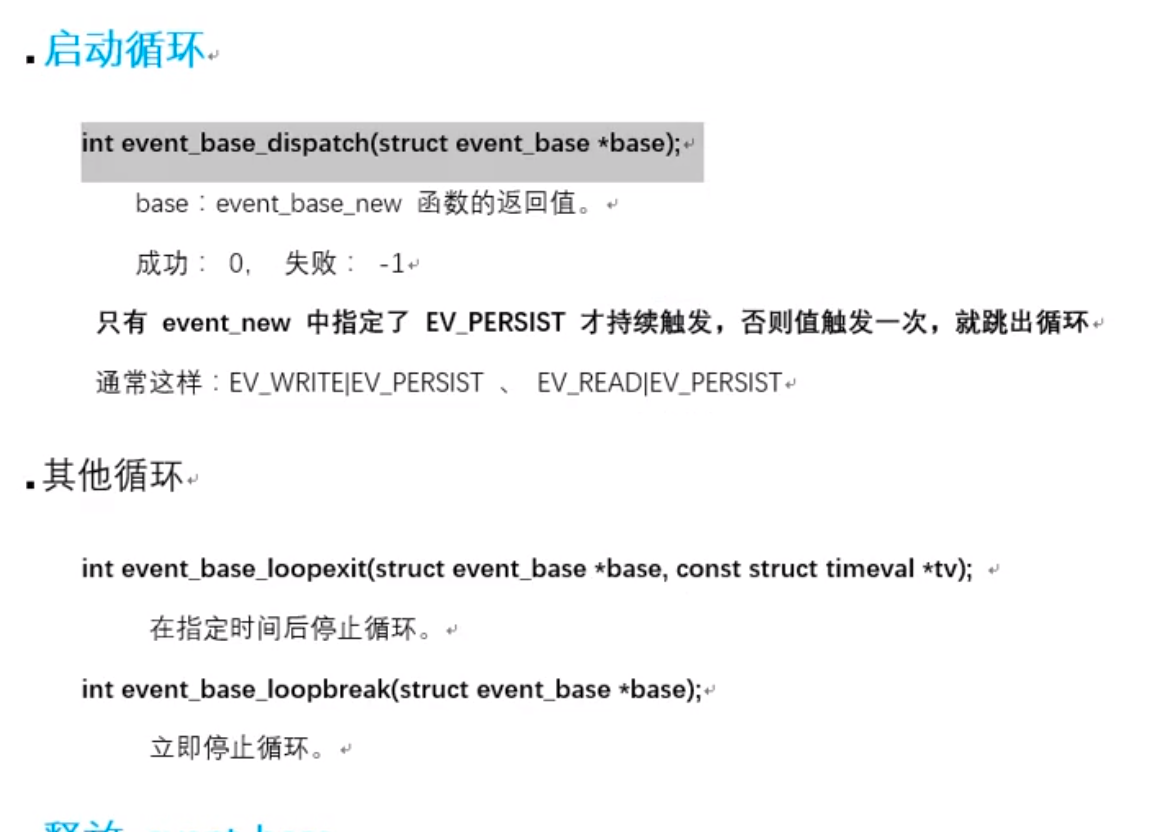 启动循环
int event_base_dispatch(struct event_base *base);
base：event_base_new 函数的返回值。
成功： 0, 失败： -1
只有 event_new 中指定了 EV_PERSIST 才持续触发，否则值触发一次，就跳出循环
通常这样：EV_WRITE|EV_PERSIST 、 EV_READ|EV_PERSIST
其他循环
int event_base_loopexit(struct event_base *base, const struct timeval *tv);
在指定时间后停止循环。
int event_base_loopbreak(struct event_base *base);
立即停止循环。